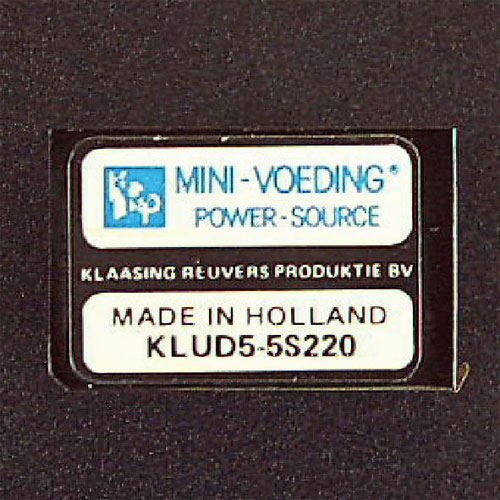 MINI-VOEDING®
POWER-SOURCE
KLAASING REUVERS PRODUKTIE BV
MADE IN HOLLAND
KLUD5-5S220